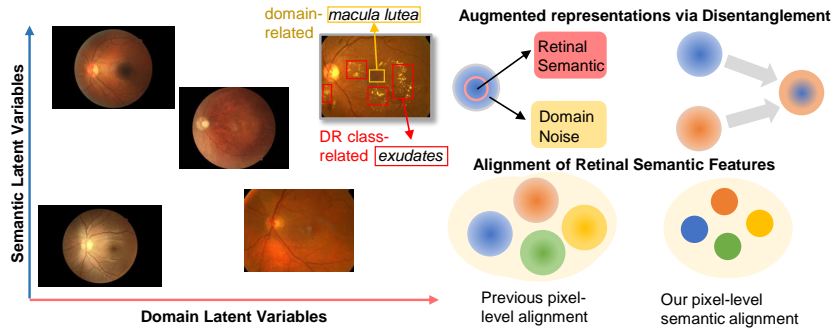 Semantic Latent Variables
Domain Latent Variables
domain-
related macula lutea
DR class-
related exudates
Augmented representations via Disentanglement
Retinal
Semantic
Domain
Noise
Alignment of Retinal Semantic Features
Previous pixel-
level alignment
Our pixel-level
semantic alignment